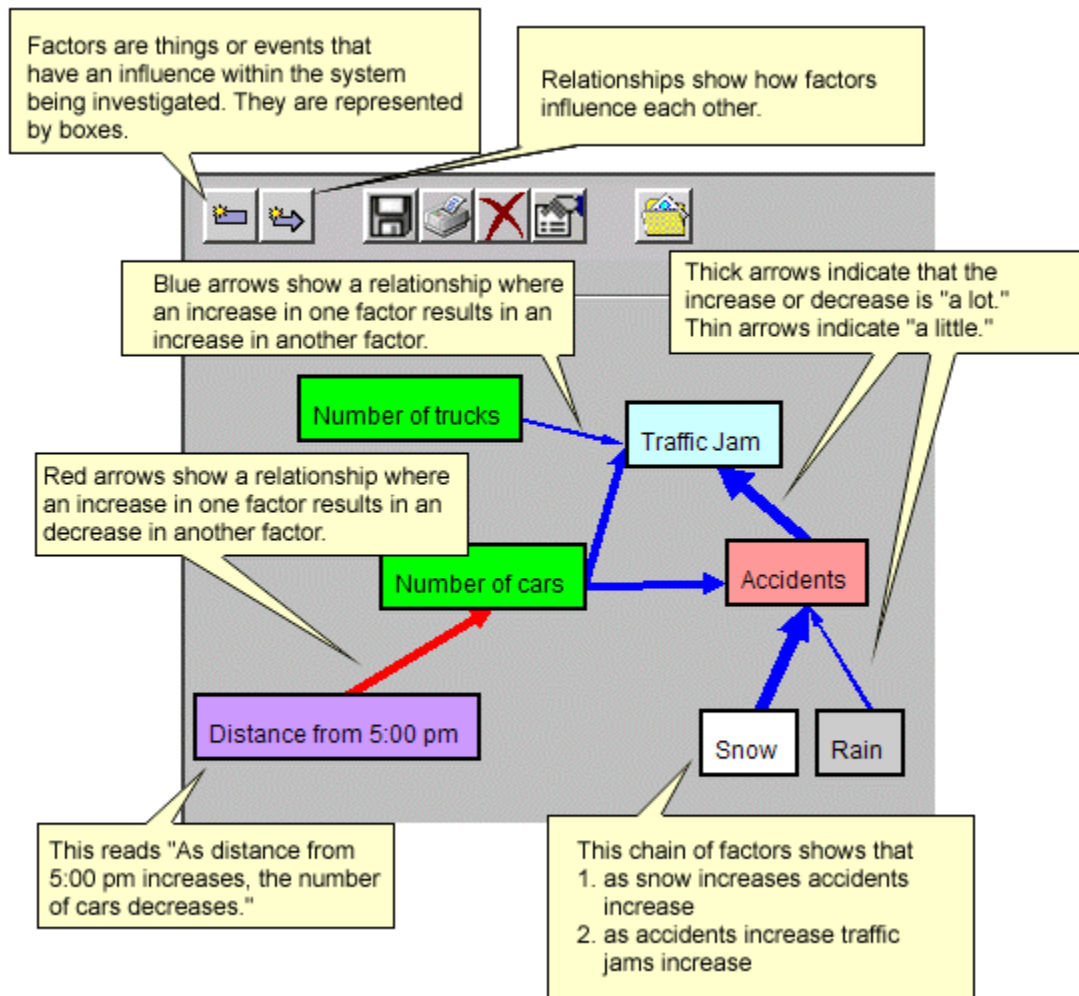 Factors are things or events that
have an influence within the system
being investigated. They are represented
by boxes.
Relationships show how factors
influence each other.
Blue arrows show a relationship where
an increase in one factor results in an
increase in another factor.
Thick arrows indicate that the
increase or decrease is "a lot."
Thin arrows indicate "a little."
Number of trucks
Traffic Jam
Red arrows show a relationship where
an increase in one factor results in an
decrease in another factor.
Number of cars
Accidents
Distance from 5:00 pm
Snow
Rain
This reads "As distance from
5:00 pm increases, the number
of cars decreases."
This chain of factors shows that
1. as snow increases accidents
increase
2. as accidents increase traffic
jams increase